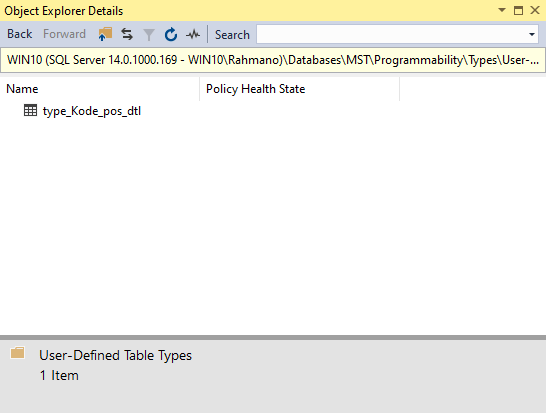 Object Explorer Details
Back Forward Search
WIN10 (SQL Server 14.0.1000.169 - WIN10\Rahmano)\Databases\MST\Programmability\Types\User-...
Name Policy Health State
type_Kode_pos_dtl
User-Defined Table Types
1 Item